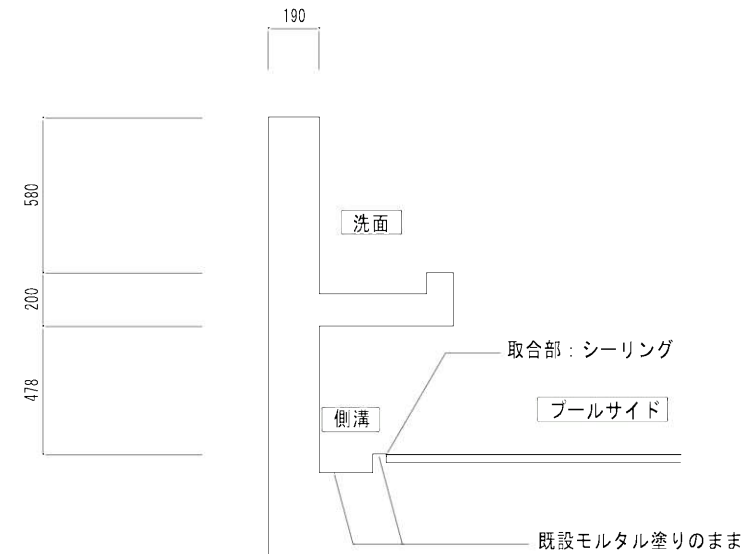 190
580
洗面
200
取合部：シーリング
478
側溝
プールサイド
既設モルタル塗りのまま